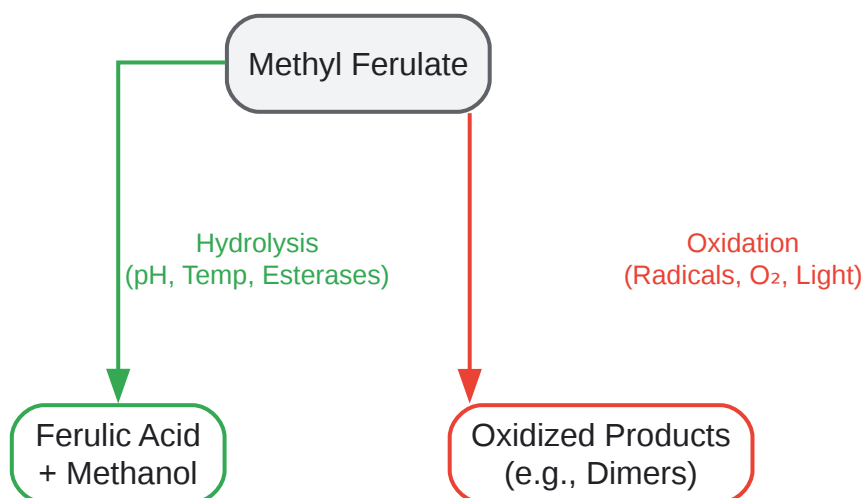 Methyl Ferulate
Hydrolysis
(pH, Temp, Esterases)
Oxidation
(Radicals, O₂, Light)
Ferulic Acid
+ Methanol
Oxidized Products
(e.g., Dimers)